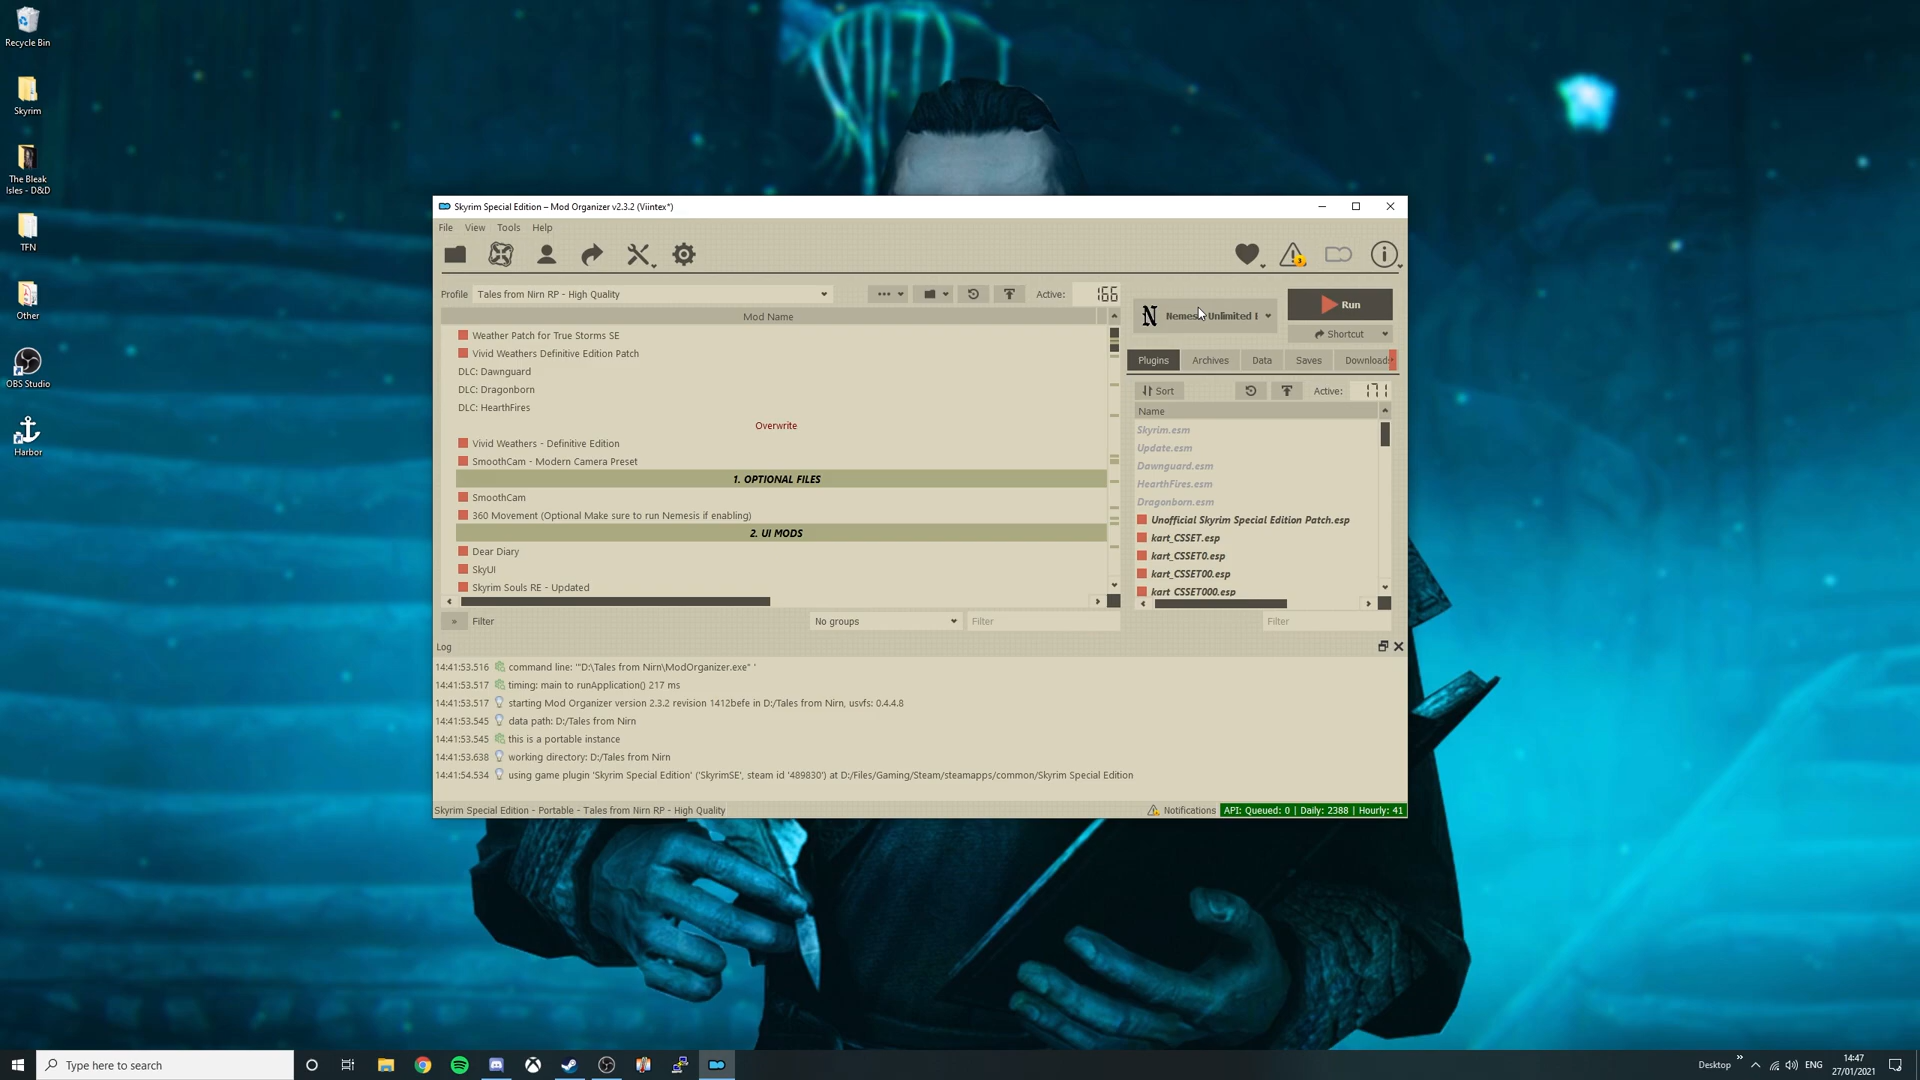 Recycle Bin
Skyrim
The Bleak
Isles - D&D
TFN
Other
OBS Studio
Harbor
Skyrim Special Edition – Mod Organizer v2.3.2 (Viintex*)
File View Tools Help
3
Profile Tales from Nirn RP - High Quality Active: 166
Mod Name
Weather Patch for True Storms SE
Vivid Weathers Definitive Edition Patch
DLC: Dawnguard
DLC: Dragonborn
DLC: HearthFires
Overwrite
Vivid Weathers - Definitive Edition
SmoothCam - Modern Camera Preset
1. OPTIONAL FILES
SmoothCam
360 Movement (Optional Make sure to run Nemesis if enabling)
2. UI MODS
Dear Diary
SkyUI
Skyrim Souls RE - Updated
» Filter No groups Filter
N Unlimited
Run
Shortcut
Plugins Archives Data Saves Downloads
Sort Active: 171
Name
Skyrim.esm
Update.esm
Dawnguard.esm
HearthFires.esm
Dragonborn.esm
Unofficial Skyrim Special Edition Patch.esp
kart_CSSET.esp
kart_CSSET0.esp
kart_CSSET00.esp
kart_CSSET000.esp
Filter
Log
14:41:53.516 command line: '"D:\Tales from Nirn\ModOrganizer.exe" '
14:41:53.517 timing: main to runApplication() 217 ms
14:41:53.517 starting Mod Organizer version 2.3.2 revision 1412befe in D:/Tales from Nirn, usvfs: 0.4.4.8
14:41:53.545 data path: D:/Tales from Nirn
14:41:53.545 this is a portable instance
14:41:53.638 working directory: D:/Tales from Nirn
14:41:54.534 using game plugin 'Skyrim Special Edition' ('SkyrimSE', steam id '489830') at D:/Files/Gaming/Steam/steamapps/common/Skyrim Special Edition
Skyrim Special Edition - Portable - Tales from Nirn RP - High Quality Notifications API: Queued: 0 | Daily: 2388 | Hourly: 41
Type here to search
Desktop » ENG
14:47
27/01/2021